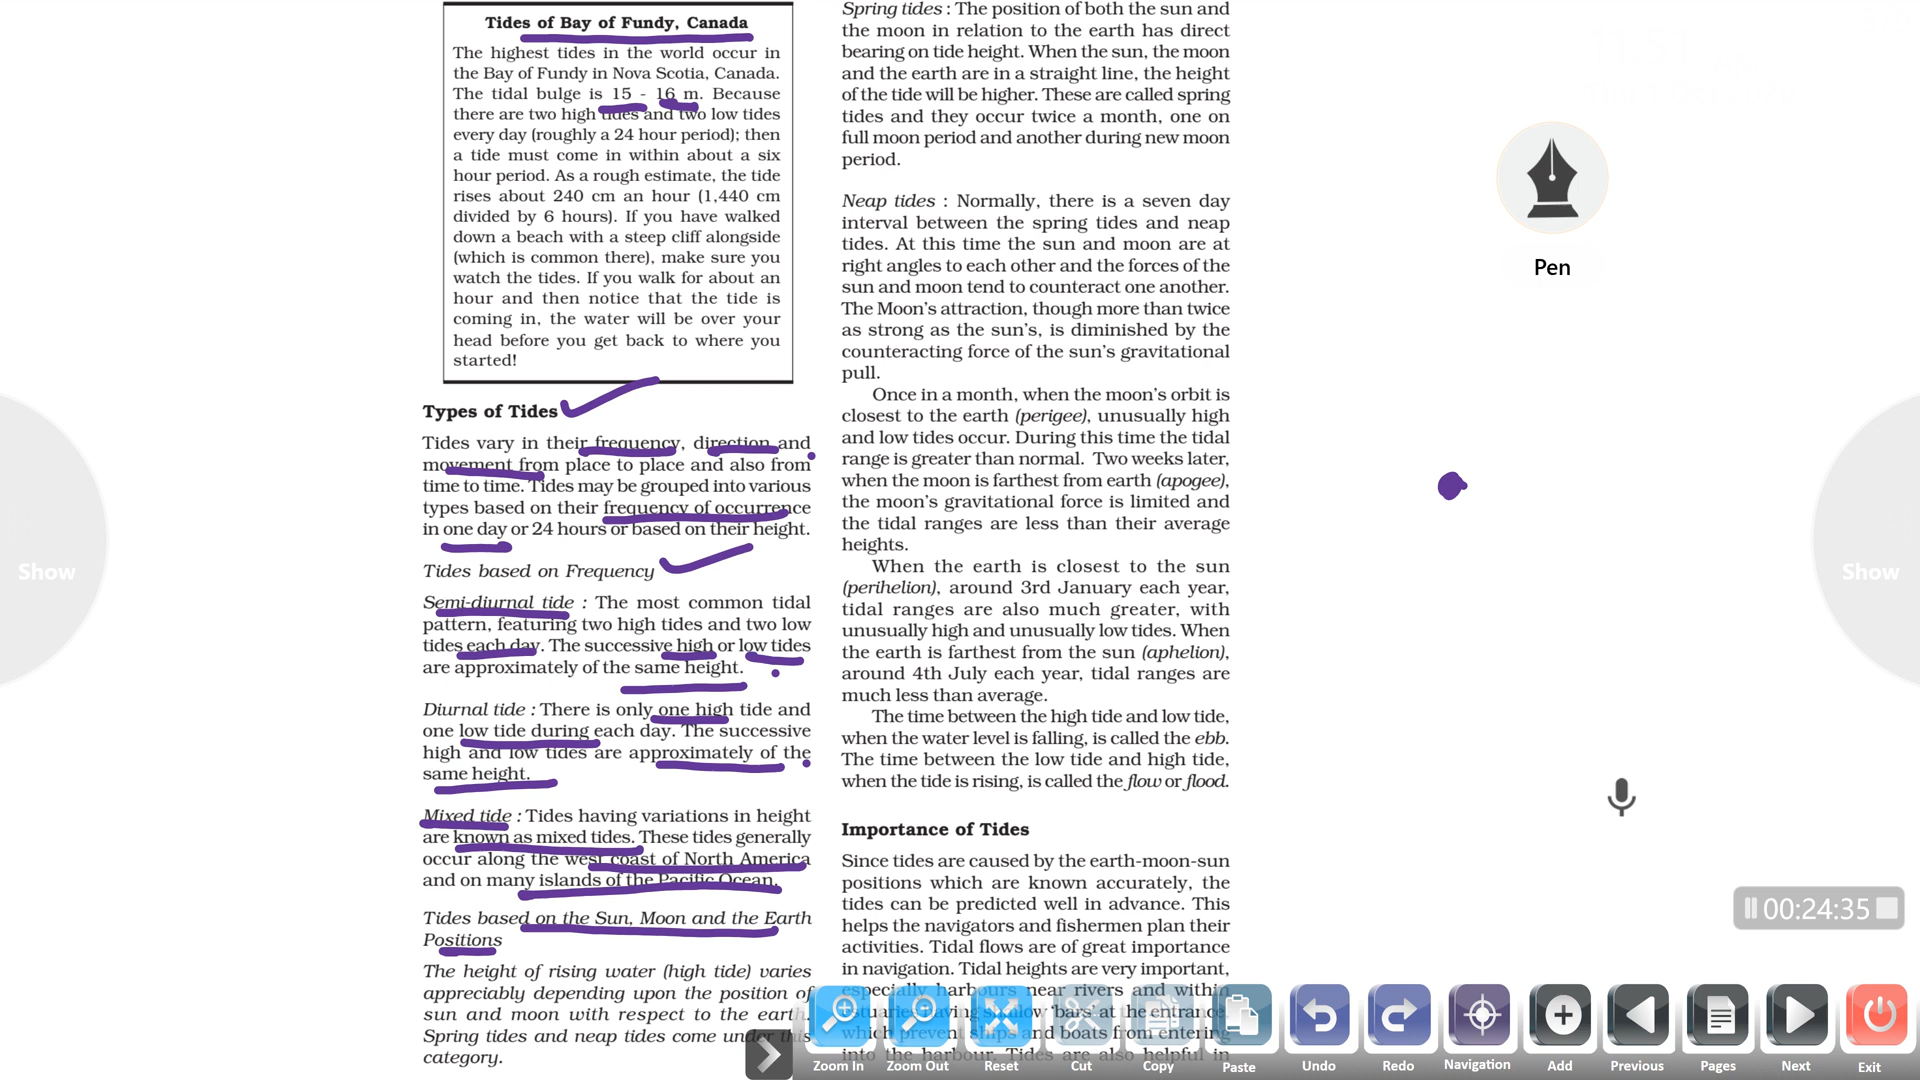 Tides of Bay of Fundy, Canada
The highest tides in the world occur in
the Bay of Fundy in Nova Scotia, Canada.
The tidal bulge is 15 - 16 m. Because
there are two high tides and two low tides
every day (roughly a 24 hour period); then
a tide must come in within about a six
hour period. As a rough estimate, the tide
rises about 240 cm an hour (1,440 cm
divided by 6 hours). If you have walked
down a beach with a steep cliff alongside
(which is common there), make sure you
watch the tides. If you walk for about an
hour and then notice that the tide is
coming in, the water will be over your
head before you get back to where you
started!
Types of Tides
Tides vary in their frequency, direction and
movement from place to place and also from
time to time. Tides may be grouped into various
types based on their frequency of occurrence
in one day or 24 hours or based on their height.
Tides based on Frequency
Semi-diurnal tide : The most common tidal
pattern, featuring two high tides and two low
tides each day. The successive high or low tides
are approximately of the same height.
Diurnal tide : There is only one high tide and
one low tide during each day. The successive
high and low tides are approximately of the
same height.
Mixed tide : Tides having variations in height
are known as mixed tides. These tides generally
occur along the west coast of North America
and on many islands of the Pacific Ocean.
Tides based on the Sun, Moon and the Earth
Positions
The height of rising water (high tide) varies
appreciably depending upon the position of
sun and moon with respect to the earth.
Spring tides and neap tides come under this
category.
Spring tides : The position of both the sun and
the moon in relation to the earth has direct
bearing on tide height. When the sun, the moon
and the earth are in a straight line, the height
of the tide will be higher. These are called spring
tides and they occur twice a month, one on
full moon period and another during new moon
period.
Neap tides : Normally, there is a seven day
interval between the spring tides and neap
tides. At this time the sun and moon are at
right angles to each other and the forces of the
sun and moon tend to counteract one another.
The Moon's attraction, though more than twice
as strong as the sun's, is diminished by the
counteracting force of the sun's gravitational
pull.
Once in a month, when the moon's orbit is
closest to the earth (perigee), unusually high
and low tides occur. During this time the tidal
range is greater than normal. Two weeks later,
when the moon is farthest from earth (apogee),
the moon's gravitational force is limited and
the tidal ranges are less than their average
heights.
When the earth is closest to the sun
(perihelion), around 3rd January each year,
tidal ranges are also much greater, with
unusually high and unusually low tides. When
the earth is farthest from the sun (aphelion),
around 4th July each year, tidal ranges are
much less than average.
The time between the high tide and low tide,
when the water level is falling, is called the ebb.
The time between the low tide and high tide,
when the tide is rising, is called the flow or flood.
Importance of Tides
Since tides are caused by the earth-moon-sun
positions which are known accurately, the
tides can be predicted well in advance. This
helps the navigators and fishermen plan their
activities. Tidal flows are of great importance
in navigation. Tidal heights are very important,
especially harbours near rivers and within
estuaries having shallow 'bars' at the entrance,
which prevent ships and boats from entering
into the harbour. Tides are also helpful in
Pen
Show
Show
00:24:35
Zoom In
Zoom Out
Reset
Cut
Copy
Paste
Undo
Redo
Navigation
Add
Previous
Pages
Next
Exit